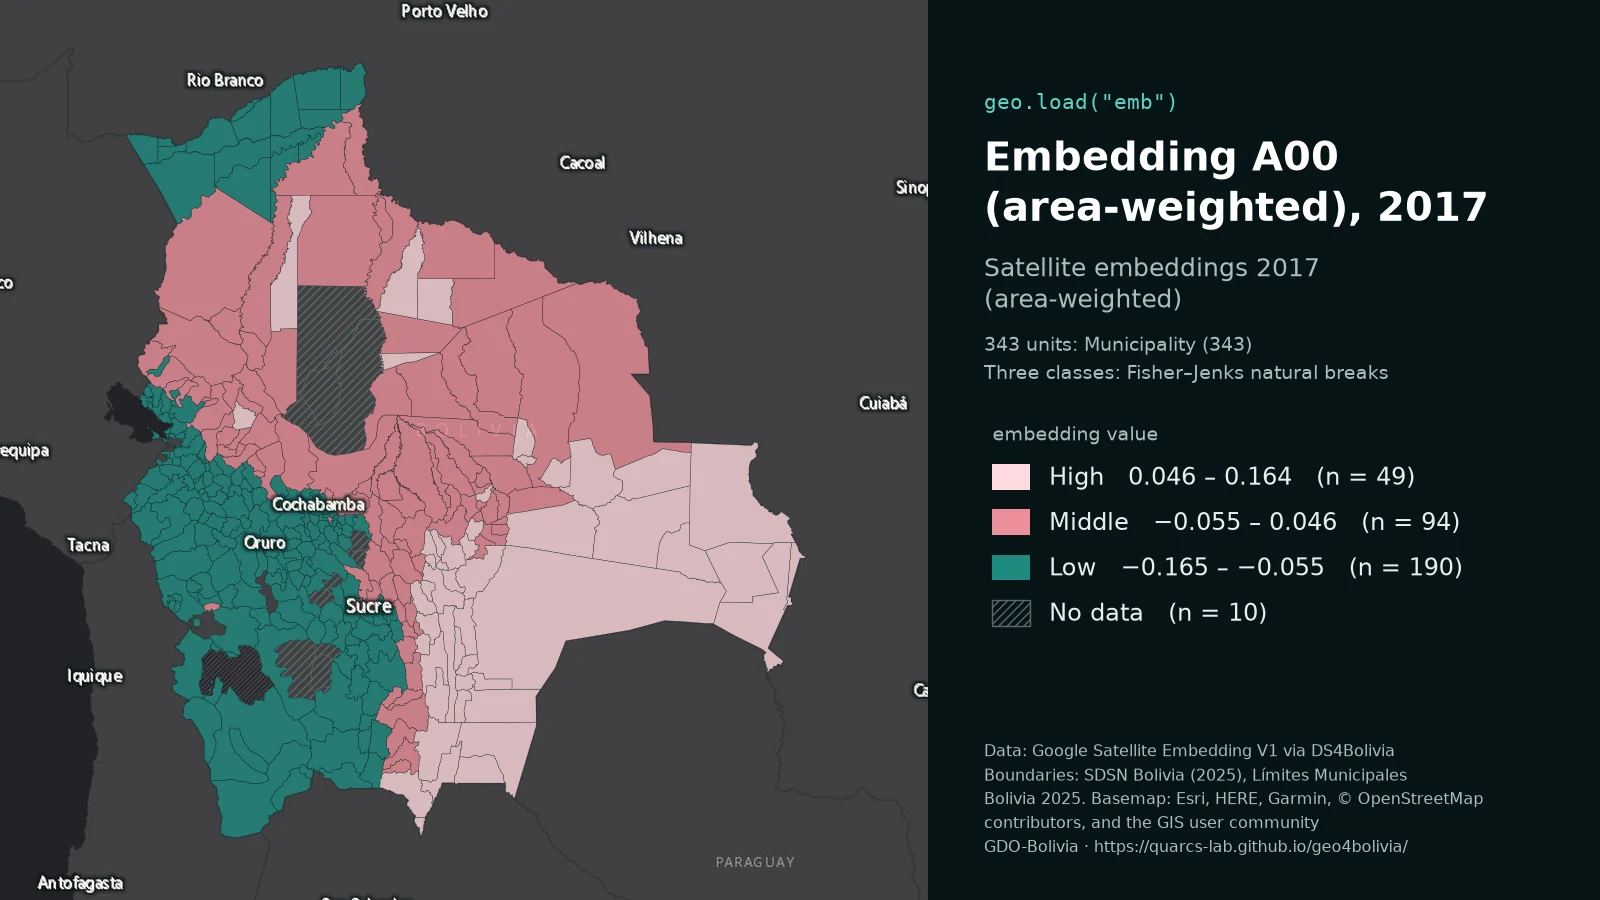 Porto Velho
Rio Branco
Cacoal
Vilhena
Cuiabá
BOLIVIA
Cochabamba
Oruro
Tacna
Sucre
Iquique
PARAGUAY
Antofagasta
geo.load("emb")
Embedding A00
(area-weighted), 2017
Satellite embeddings 2017
(area-weighted)
343 units: Municipality (343)
Three classes: Fisher–Jenks natural breaks
embedding value
High 0.046 – 0.164 (n = 49)
Middle −0.055 – 0.046 (n = 94)
Low −0.165 – −0.055 (n = 190)
No data (n = 10)
Data: Google Satellite Embedding V1 via DS4Bolivia
Boundaries: SDSN Bolivia (2025), Límites Municipales
Bolivia 2025. Basemap: Esri, HERE, Garmin, © OpenStreetMap
contributors, and the GIS user community
GDO-Bolivia · https://quarcs-lab.github.io/geo4bolivia/